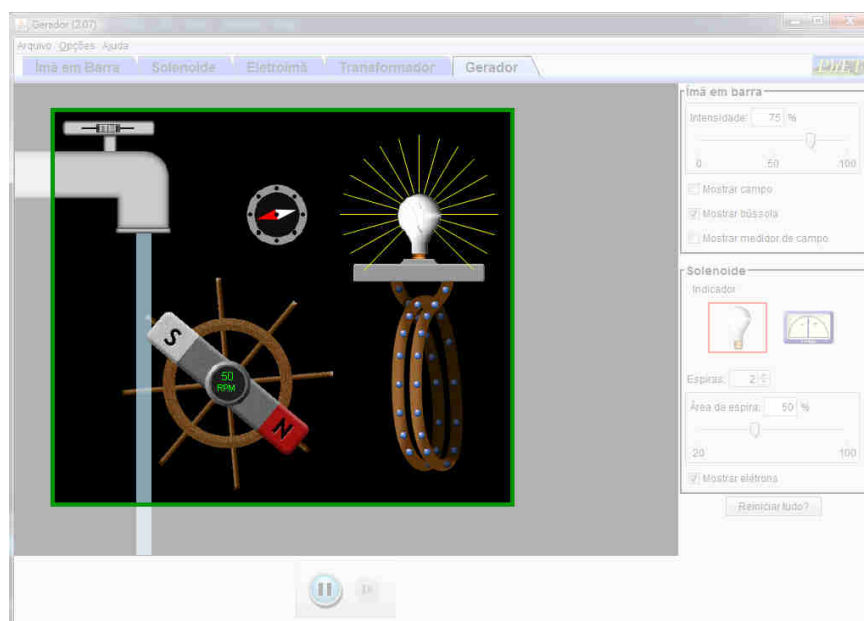 Gerador (2.07)
Arquivo Opções Ajuda
Ímã em Barra Solenoide Eletroímã Transformador Gerador
PhET
Ímã em barra
Intensidade: 75 %
0 50 100
Mostrar campo
Mostrar bússola
Mostrar medidor de campo
S
50
RPM
N
Solenoide
Indicador
Espiras: 2
Área da espira: 50 %
20 100
Mostrar elétrons
Reiniciar tudo?